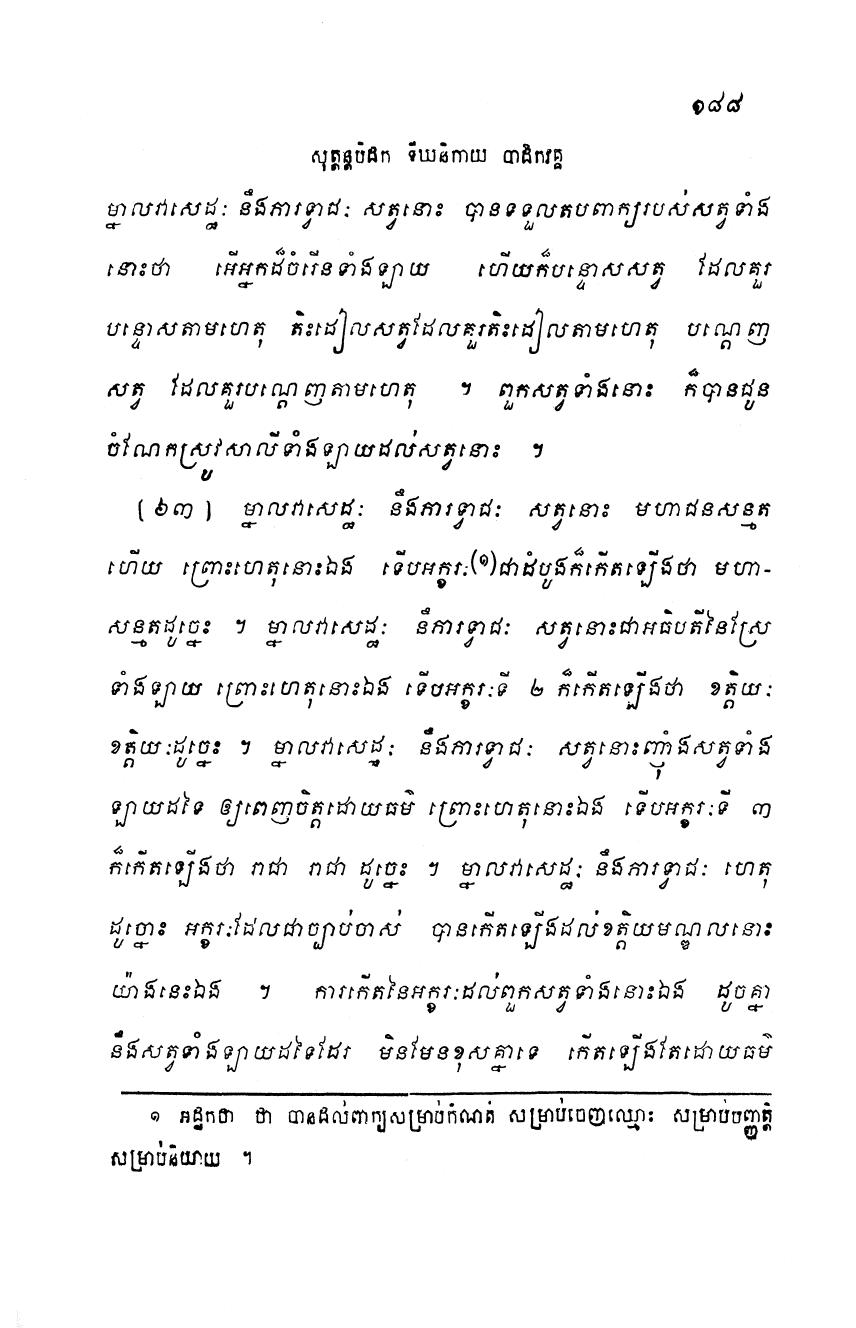 ១៨៨
សុត្តន្តបិដក ទីឃនិកាយ បាដិកវគ្គ
ម្នាលវាសេដ្ឋៈ នឹងភារទ្វាជៈ សត្វនោះ បានទទួលតបពាក្យរបស់សត្វទាំង
នោះថា អើអ្នកដ៏ចំរើនទាំងឡាយ ហើយក៏បន្ទោសសត្វ ដែលគួរ
បន្ទោសតាមហេតុ តិះដៀលសត្វដែលគួរតិះដៀលតាមហេតុ បណ្តេញ
សត្វ ដែលគួរបណ្តេញតាមហេតុ ។ ពួកសត្វទាំងនោះ ក៏បានជូន
ចំណែកស្រូវសាលីទាំងឡាយដល់សត្វនោះ ។
(៦៣) ម្នាលវាសេដ្ឋៈ នឹងភារទ្វាជៈ សត្វនោះ មហាជនសន្មត
ហើយ ព្រោះហេតុនោះឯង ទើបអក្ខរៈ(១)ជាដំបូងក៏កើតឡើងថា មហា-
សន្មតដូច្នេះ ។ ម្នាលវាសេដ្ឋៈ នឹភារទ្វាជៈ សត្វនោះជាអធិបតីនៃស្រែ
ទាំងឡាយ ព្រោះហេតុនោះឯង ទើបអក្ខរៈទី ២ ក៏កើតឡើងថា ខត្តិយៈ
ខត្តិយៈដូច្នេះ ។ ម្នាលវាសេដ្ឋៈ នឹងភារទ្វាជៈ សត្វនោះញុំាងសត្វទាំង
ឡាយដទៃ ឲ្យពេញចិត្តដោយធម៌ ព្រោះហេតុនោះឯង ទើបអក្ខរៈទី ៣
ក៏កើតឡើងថា រាជា រាជា ដូច្នេះ ។ ម្នាលវាសេដ្ឋៈ នឹងភារទ្វាជៈ ហេតុ
ដូច្នោះ អក្ខរៈដែលជាច្បាប់ចាស់ បានកើតឡើងដល់ខត្តិយមណ្ឌលនោះ
យ៉ាងនេះឯង ។ ការកើតនៃអក្ខរៈដល់ពួកសត្វទាំងនោះឯង ដូចគ្នា
នឹងសត្វទាំងឡាយដទៃដែរ មិនមែនខុសគ្នាទេ កើតឡើងតែដោយធម៌
១ អដ្ឋកថា ថា បានដល់ពាក្យសម្រាប់កំណត់ សម្រាប់ចេញឈ្មោះ សម្រាប់បញ្ញត្តិ
សម្រាប់និយាយ ។